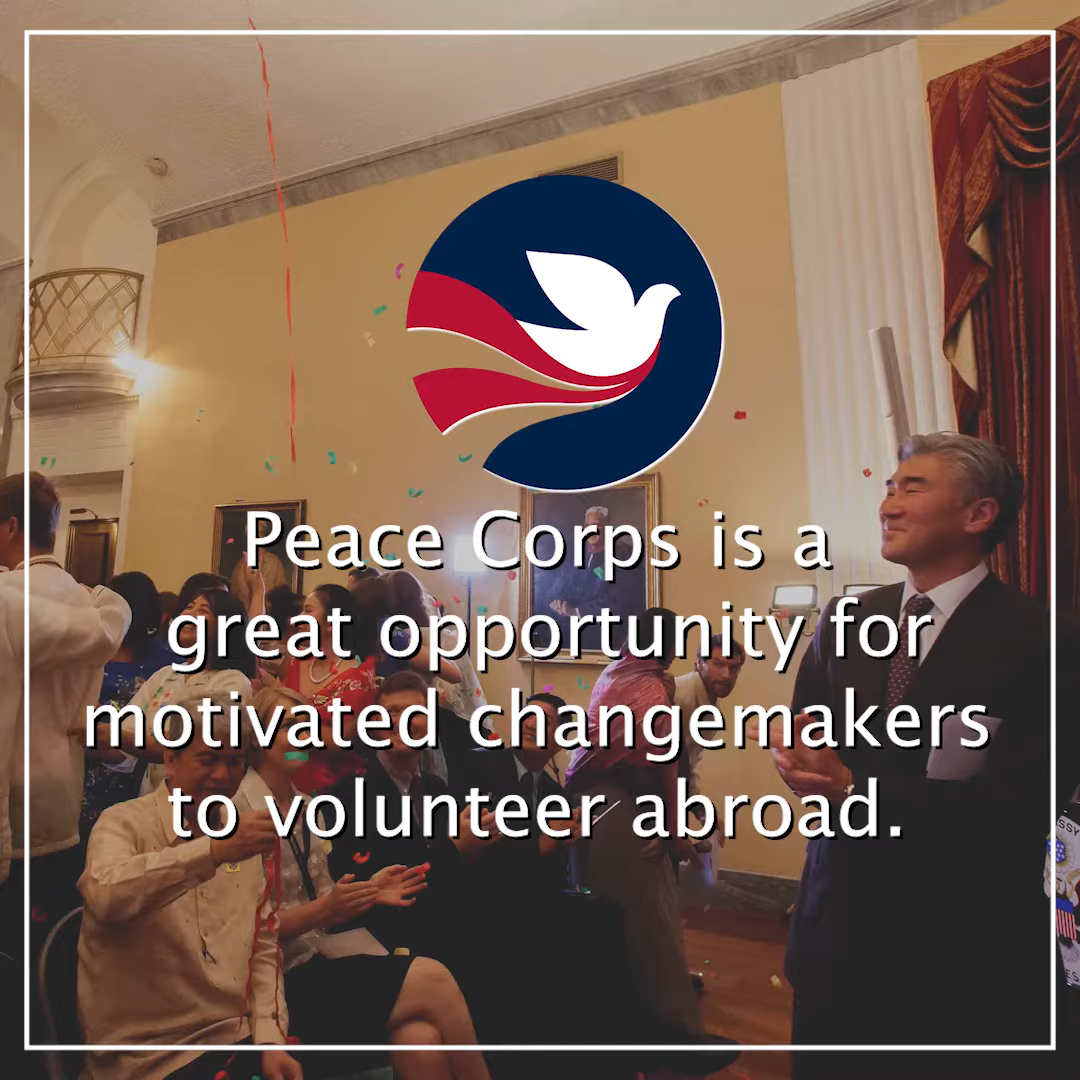 Peace Corps is a
great opportunity for
motivated changemakers
to volunteer abroad.